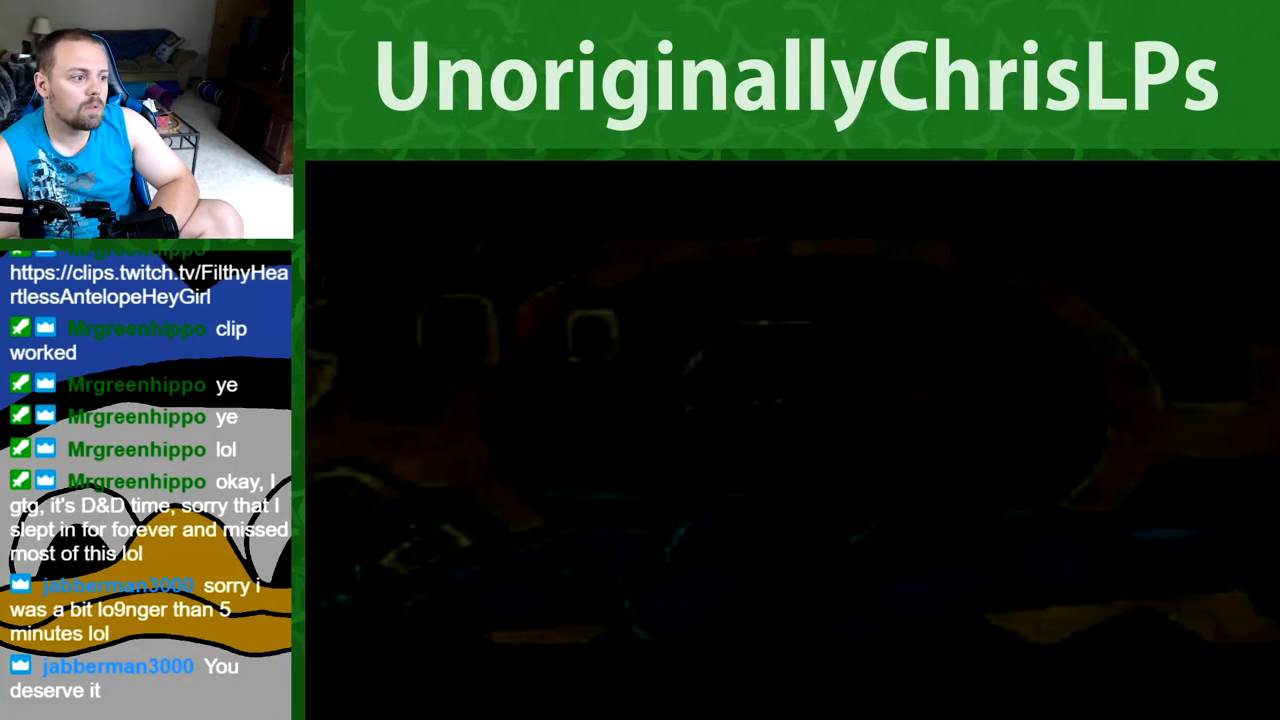 UnoriginallyChrisLPs
https://clips.twitch.tv/FilthyHea
rtlessAntelopeHeyGirl
Mrgreenhippo clip
worked
Mrgreenhippo ye
Mrgreenhippo ye
Mrgreenhippo lol
Mrgreenhippo okay, I
gtg, it's D&D time, sorry that I
slept in for forever and missed
most of this lol
jabberman3000 sorry i
was a bit lo9nger than 5
minutes lol
jabberman3000 You
deserve it